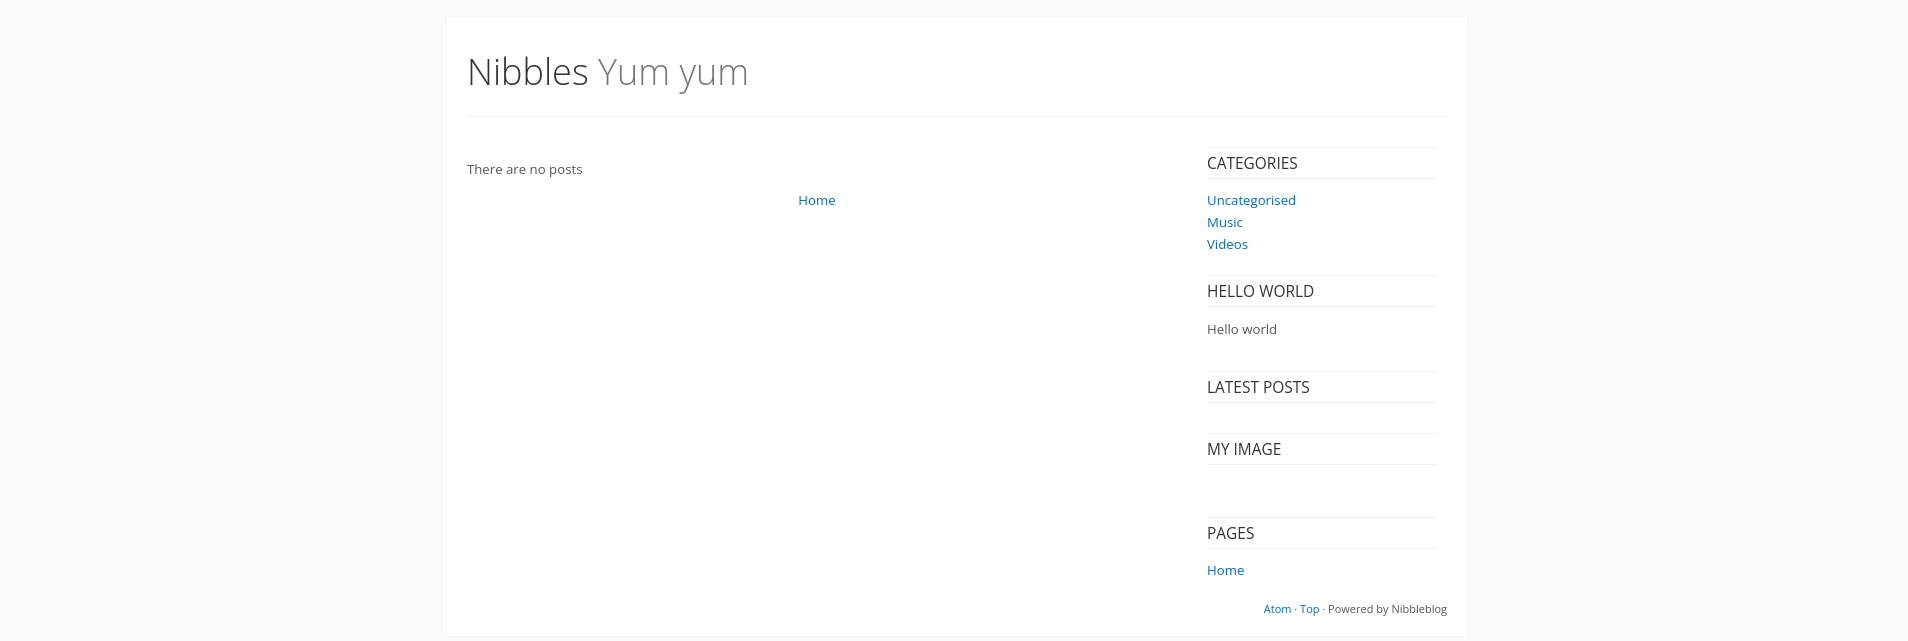 Nibbles Yum yum
There are no posts
Home
CATEGORIES
Uncategorised
Music
Videos
HELLO WORLD
Hello world
LATEST POSTS
MY IMAGE
PAGES
Home
Atom · Top · Powered by Nibbleblog